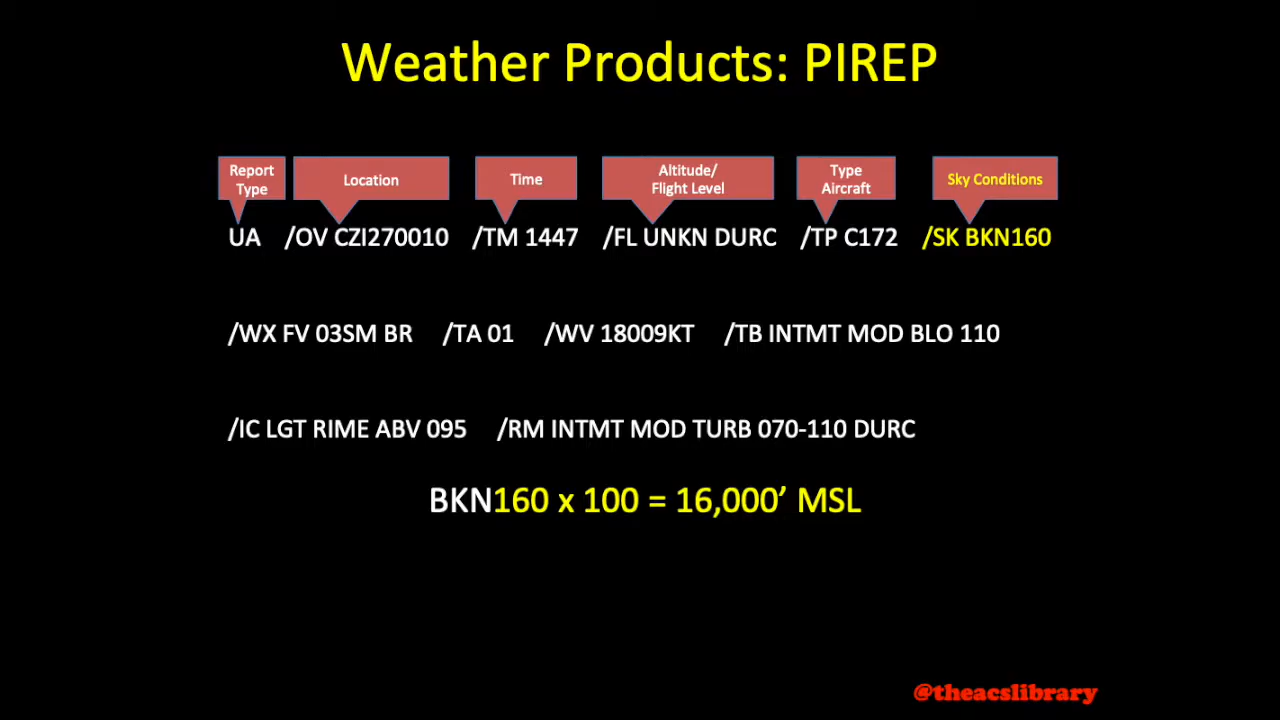 Weather Products: PIREP
Report Type
Location
Time
Altitude/ Flight Level
Type Aircraft
Sky Conditions
UA /OV CZI270010 /TM 1447 /FL UNKN DURC /TP C172 /SK BKN160
/WX FV 03SM BR /TA 01 /WV 18009KT /TB INTMT MOD BLO 110
/IC LGT RIME ABV 095 /RM INTMT MOD TURB 070-110 DURC
BKN160 x 100 = 16,000’ MSL
@theacslibrary